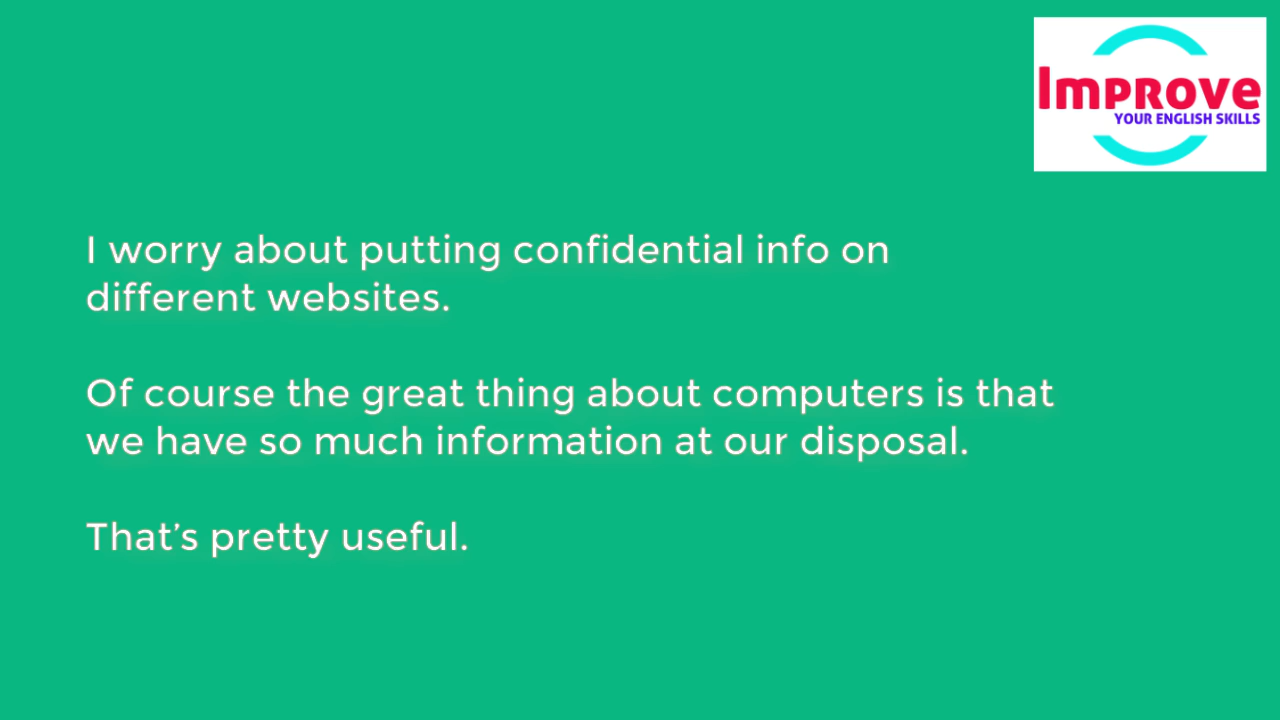 Improve
YOUR ENGLISH SKILLS
I worry about putting confidential info on
different websites.
Of course the great thing about computers is that
we have so much information at our disposal.
That’s pretty useful.